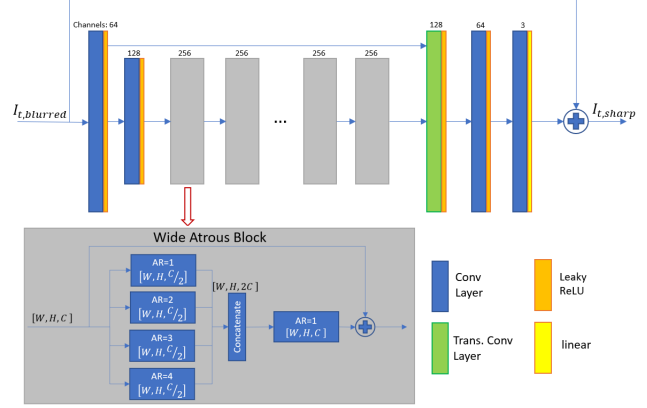 Channels: 64
128
256
256
256
256
128
64
3
I_{t,blurred}
...
I_{t,sharp}
Wide Atrous Block
[W, H, C]
AR=1
[W, H, C/2]
AR=2
[W, H, C/2]
AR=3
[W, H, C/2]
AR=4
[W, H, C/2]
[W, H, 2C]
Concatenate
AR=1
[W, H, C]
Conv
Layer
Leaky
ReLU
Trans. Conv
Layer
linear